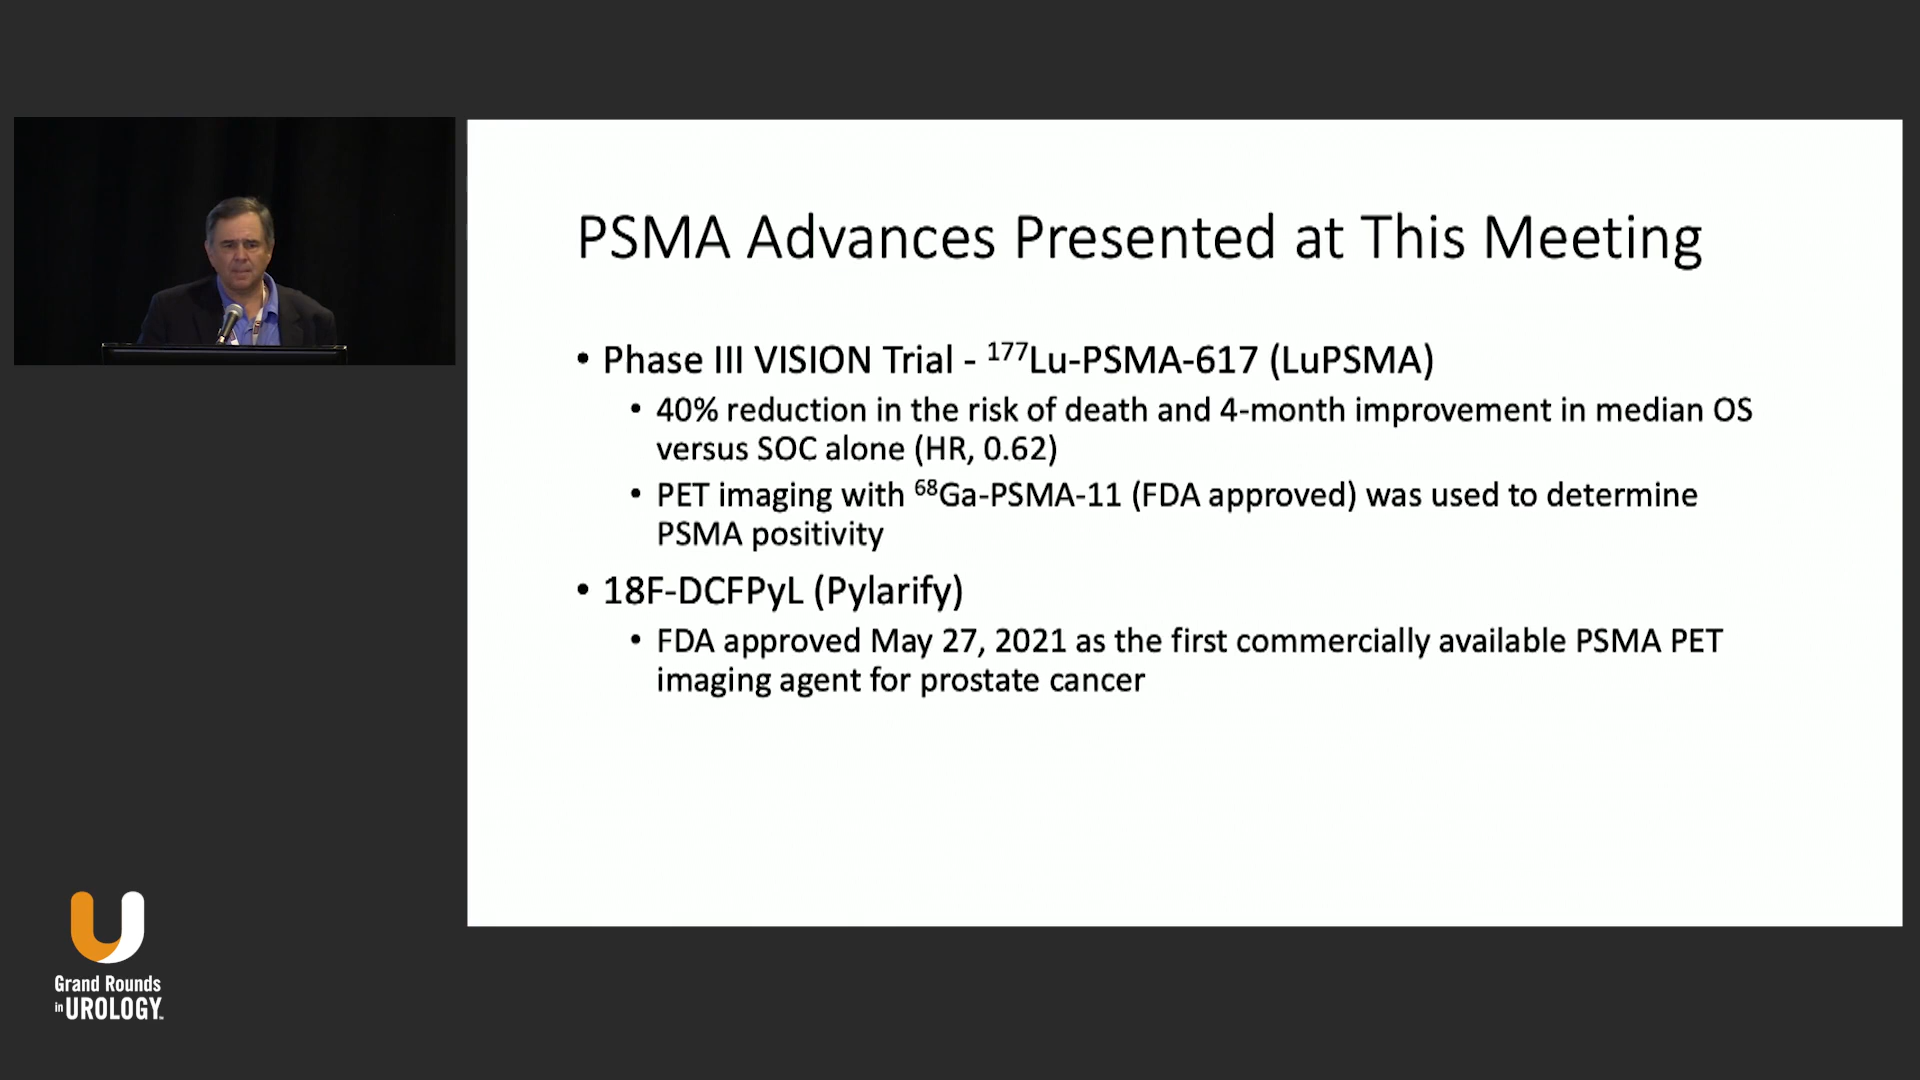 PSMA Advances Presented at This Meeting
• Phase III VISION Trial - ¹⁷⁷Lu-PSMA-617 (LuPSMA)
• 40% reduction in the risk of death and 4-month improvement in median OS
versus SOC alone (HR, 0.62)
• PET imaging with ⁶⁸Ga-PSMA-11 (FDA approved) was used to determine
PSMA positivity
• 18F-DCFPyL (Pylarify)
• FDA approved May 27, 2021 as the first commercially available PSMA PET
imaging agent for prostate cancer
Grand Rounds
in UROLOGY™